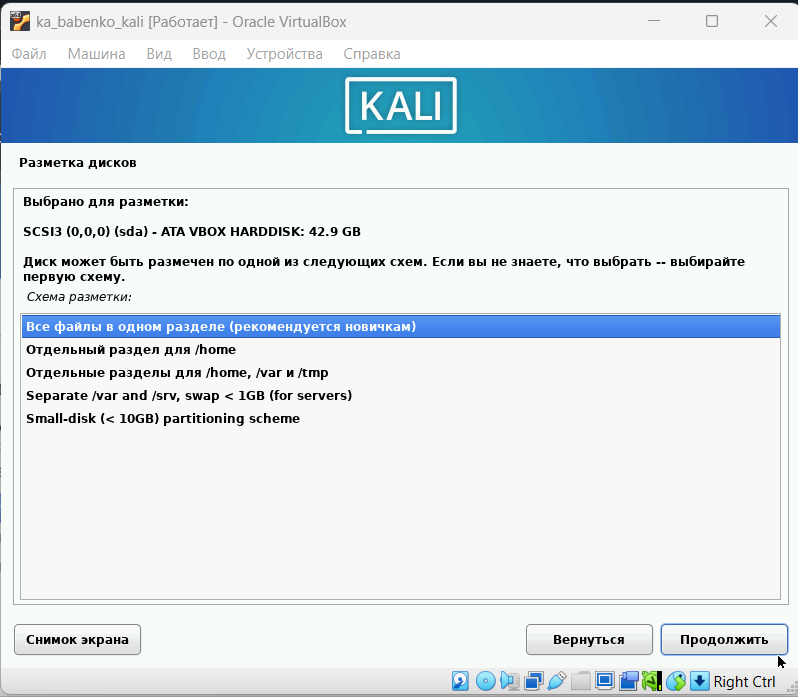 ka_babenko_kali [Работает] - Oracle VirtualBox
Файл Машина Вид Ввод Устройства Справка
KALI
Разметка дисков
Выбрано для разметки:
SCSI3 (0,0,0) (sda) - ATA VBOX HARDDISK: 42.9 GB
Диск может быть размечен по одной из следующих схем. Если вы не знаете, что выбрать -- выбирайте
первую схему.
Схема разметки:
Все файлы в одном разделе (рекомендуется новичкам)
Отдельный раздел для /home
Отдельные разделы для /home, /var и /tmp
Separate /var and /srv, swap < 1GB (for servers)
Small-disk (< 10GB) partitioning scheme
Снимок экрана Вернуться Продолжить
Right Ctrl